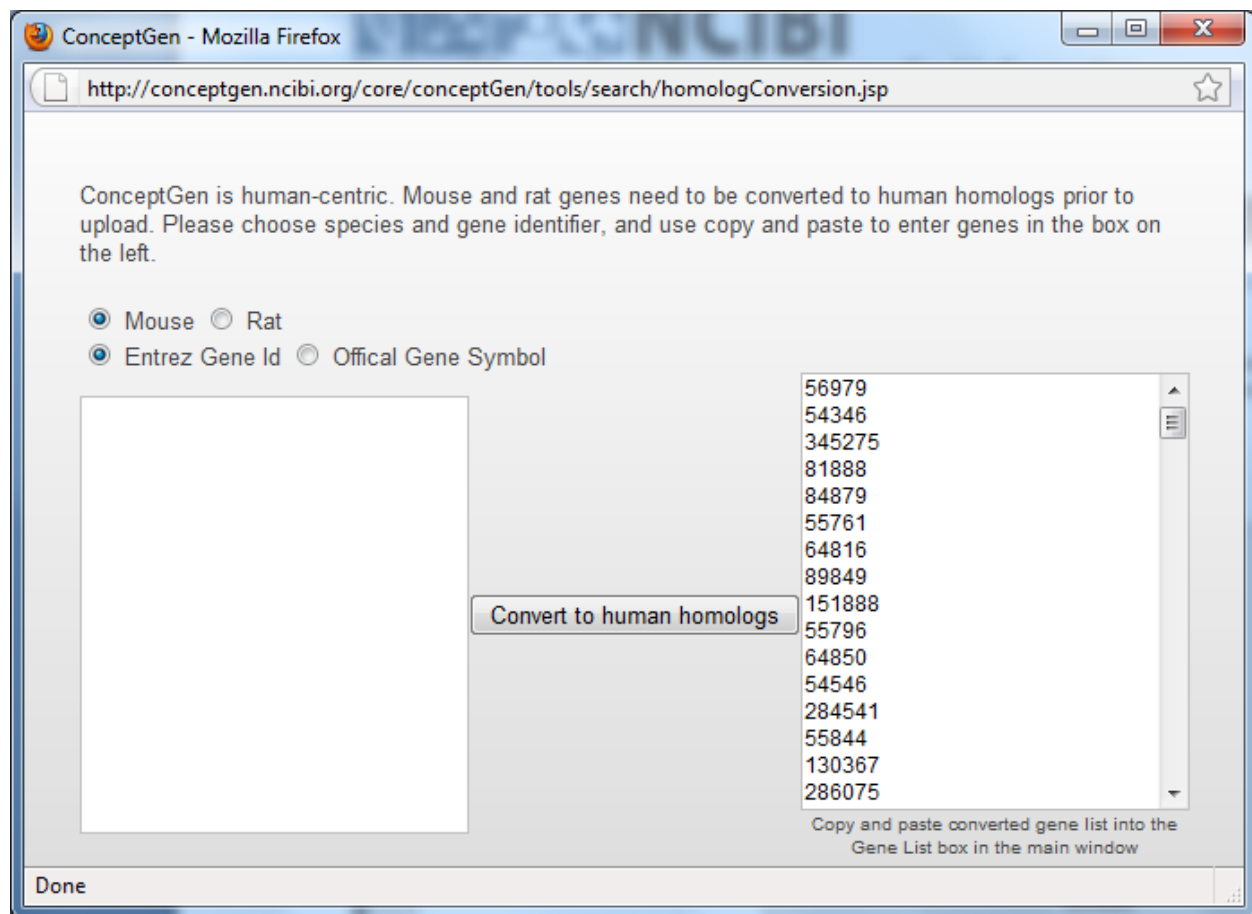 NCIBI
ConceptGen - Mozilla Firefox
http://conceptgen.ncibi.org/core/conceptGen/tools/search/homologConversion.jsp
ConceptGen is human-centric. Mouse and rat genes need to be converted to human homologs prior to
upload. Please choose species and gene identifier, and use copy and paste to enter genes in the box on
the left.
Mouse Rat
Entrez Gene Id Offical Gene Symbol
56979
54346
345275
81888
84879
55761
64816
89849
151888
55796
64850
54546
284541
55844
130367
286075
Convert to human homologs
Copy and paste converted gene list into the
Gene List box in the main window
Done